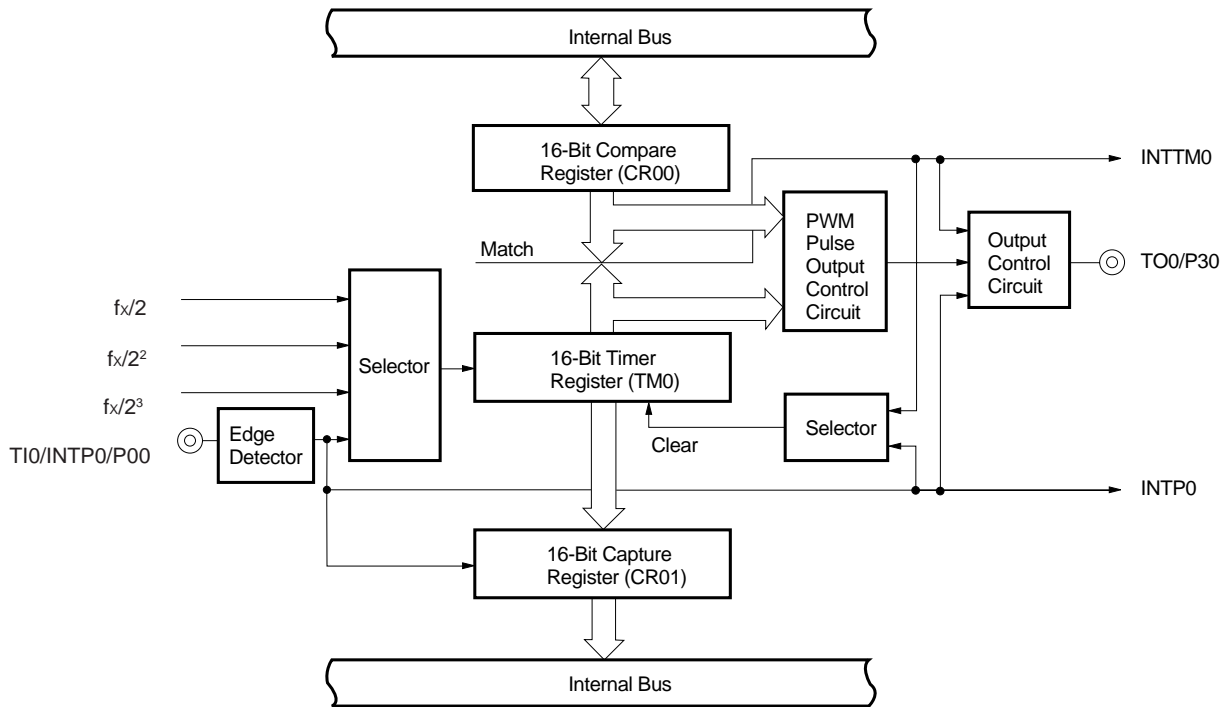 Internal Bus
16-Bit Compare
Register (CR00)
INTTM0
PWM
Pulse
Output
Control
Circuit
Output
Control
Circuit
Match
TO0/P30
fx/2
fx/2²
fx/2³
Selector
16-Bit Timer
Register (TM0)
TI0/INTP0/P00
Edge
Detector
Clear
Selector
INTP0
16-Bit Capture
Register (CR01)
Internal Bus